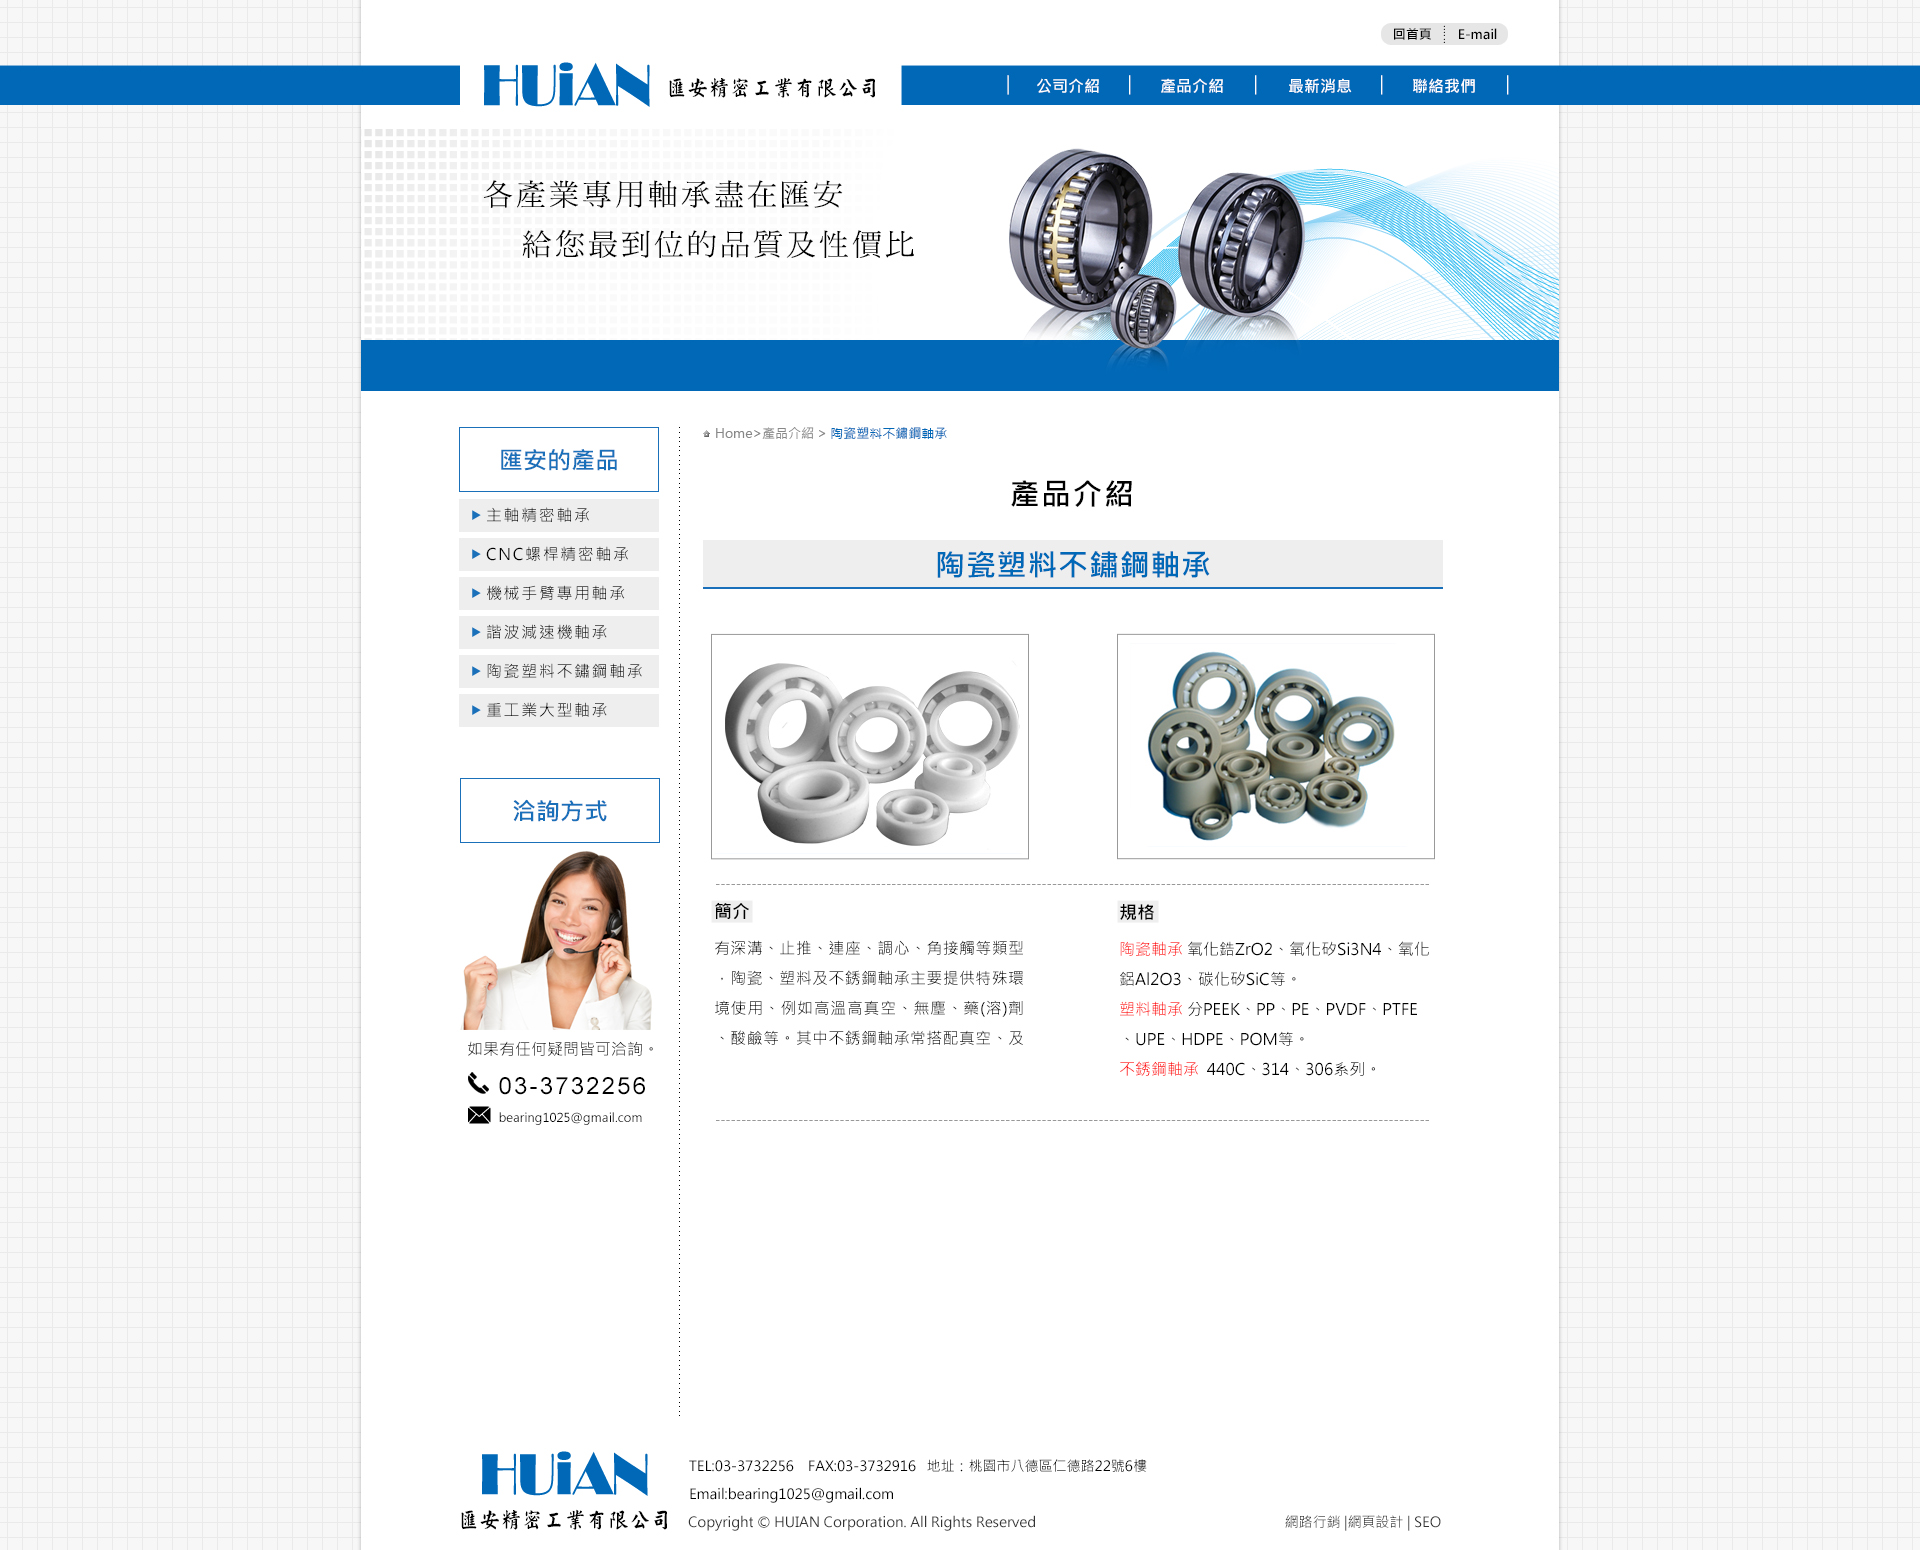 回首頁 E-mail
HUiAN 匯安精密工業有限公司 公司介紹 產品介紹 最新消息 聯絡我們
各產業專用軸承盡在匯安
給您最到位的品質及性價比
Home>產品介紹 > 陶瓷塑料不鏽鋼軸承
匯安的產品
主軸精密軸承
CNC螺桿精密軸承
機械手臂專用軸承
諧波減速機軸承
陶瓷塑料不鏽鋼軸承
重工業大型軸承
洽詢方式
如果有任何疑問皆可洽詢。
03-3732256
bearing1025@gmail.com
產品介紹
陶瓷塑料不鏽鋼軸承
簡介
有深溝、止推、連座、調心、角接觸等類型
．陶瓷、塑料及不銹鋼軸承主要提供特殊環
境使用、例如高溫高真空、無塵、藥(溶)劑
、酸鹼等。其中不銹鋼軸承常搭配真空、及
規格
陶瓷軸承 氧化鋯ZrO2、氧化矽Si3N4、氧化
鋁Al2O3、碳化矽SiC等。
塑料軸承 分PEEK、PP、PE、PVDF、PTFE
、UPE、HDPE、POM等。
不銹鋼軸承 440C、314、306系列。
HUiAN
匯安精密工業有限公司
TEL:03-3732256 FAX:03-3732916 地址：桃園市八德區仁德路22號6樓
Email:bearing1025@gmail.com
Copyright © HUIAN Corporation. All Rights Reserved
網路行銷 |網頁設計 | SEO